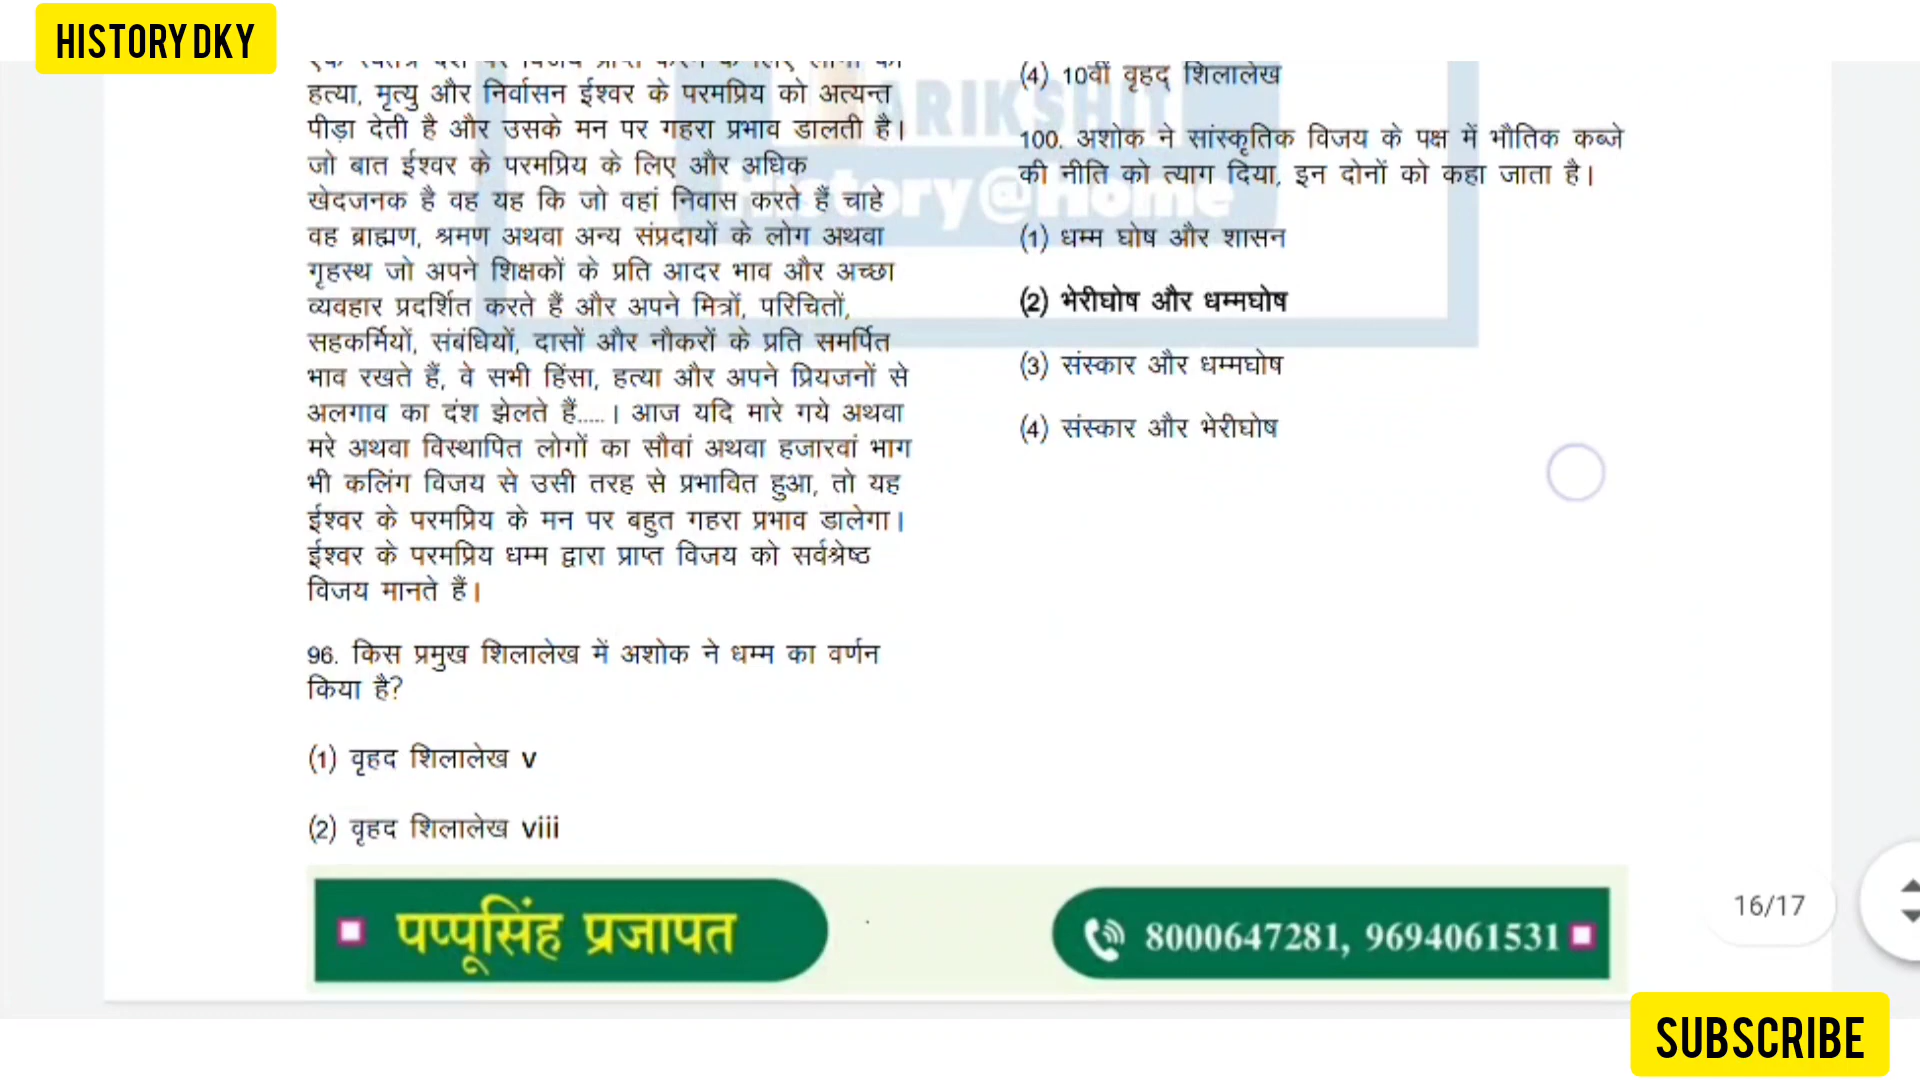 HISTORY DKY
हत्या, मृत्यु और निर्वासन ईश्वर के परमप्रिय को अत्यन्त
पीड़ा देती है और उसके मन पर गहरा प्रभाव डालती है।
जो बात ईश्वर के परमप्रिय के लिए और अधिक
खेदजनक है वह यह कि जो वहां निवास करते हैं चाहे
वह ब्राह्मण, श्रमण अथवा अन्य संप्रदायों के लोग अथवा
गृहस्थ जो अपने शिक्षकों के प्रति आदर भाव और अच्छा
व्यवहार प्रदर्शित करते हैं और अपने मित्रों, परिचितों,
सहकर्मियों, संबंधियों, दासों और नौकरों के प्रति समर्पित
भाव रखते हैं, वे सभी हिंसा, हत्या और अपने प्रियजनों से
अलगाव का दंश झेलते हैं.....। आज यदि मारे गये अथवा
मरे अथवा विस्थापित लोगों का सौवां अथवा हजारवां भाग
भी कलिंग विजय से उसी तरह से प्रभावित हुआ, तो यह
ईश्वर के परमप्रिय के मन पर बहुत गहरा प्रभाव डालेगा।
ईश्वर के परमप्रिय धम्म द्वारा प्राप्त विजय को सर्वश्रेष्ठ
विजय मानते हैं।
96. किस प्रमुख शिलालेख में अशोक ने धम्म का वर्णन
किया है?
(1) वृहद शिलालेख v
(2) वृहद शिलालेख viii
(4) 10वीं वृहद् शिलालेख
100. अशोक ने सांस्कृतिक विजय के पक्ष में भौतिक कब्जे
की नीति को त्याग दिया, इन दोनों को कहा जाता है।
(1) धम्म घोष और शासन
(2) भेरीघोष और धम्मघोष
(3) संस्कार और धम्मघोष
(4) संस्कार और भेरीघोष
ARIKSHIT
History@Home
पप्पूसिंह प्रजापत
8000647281, 9694061531
16/17
SUBSCRIBE